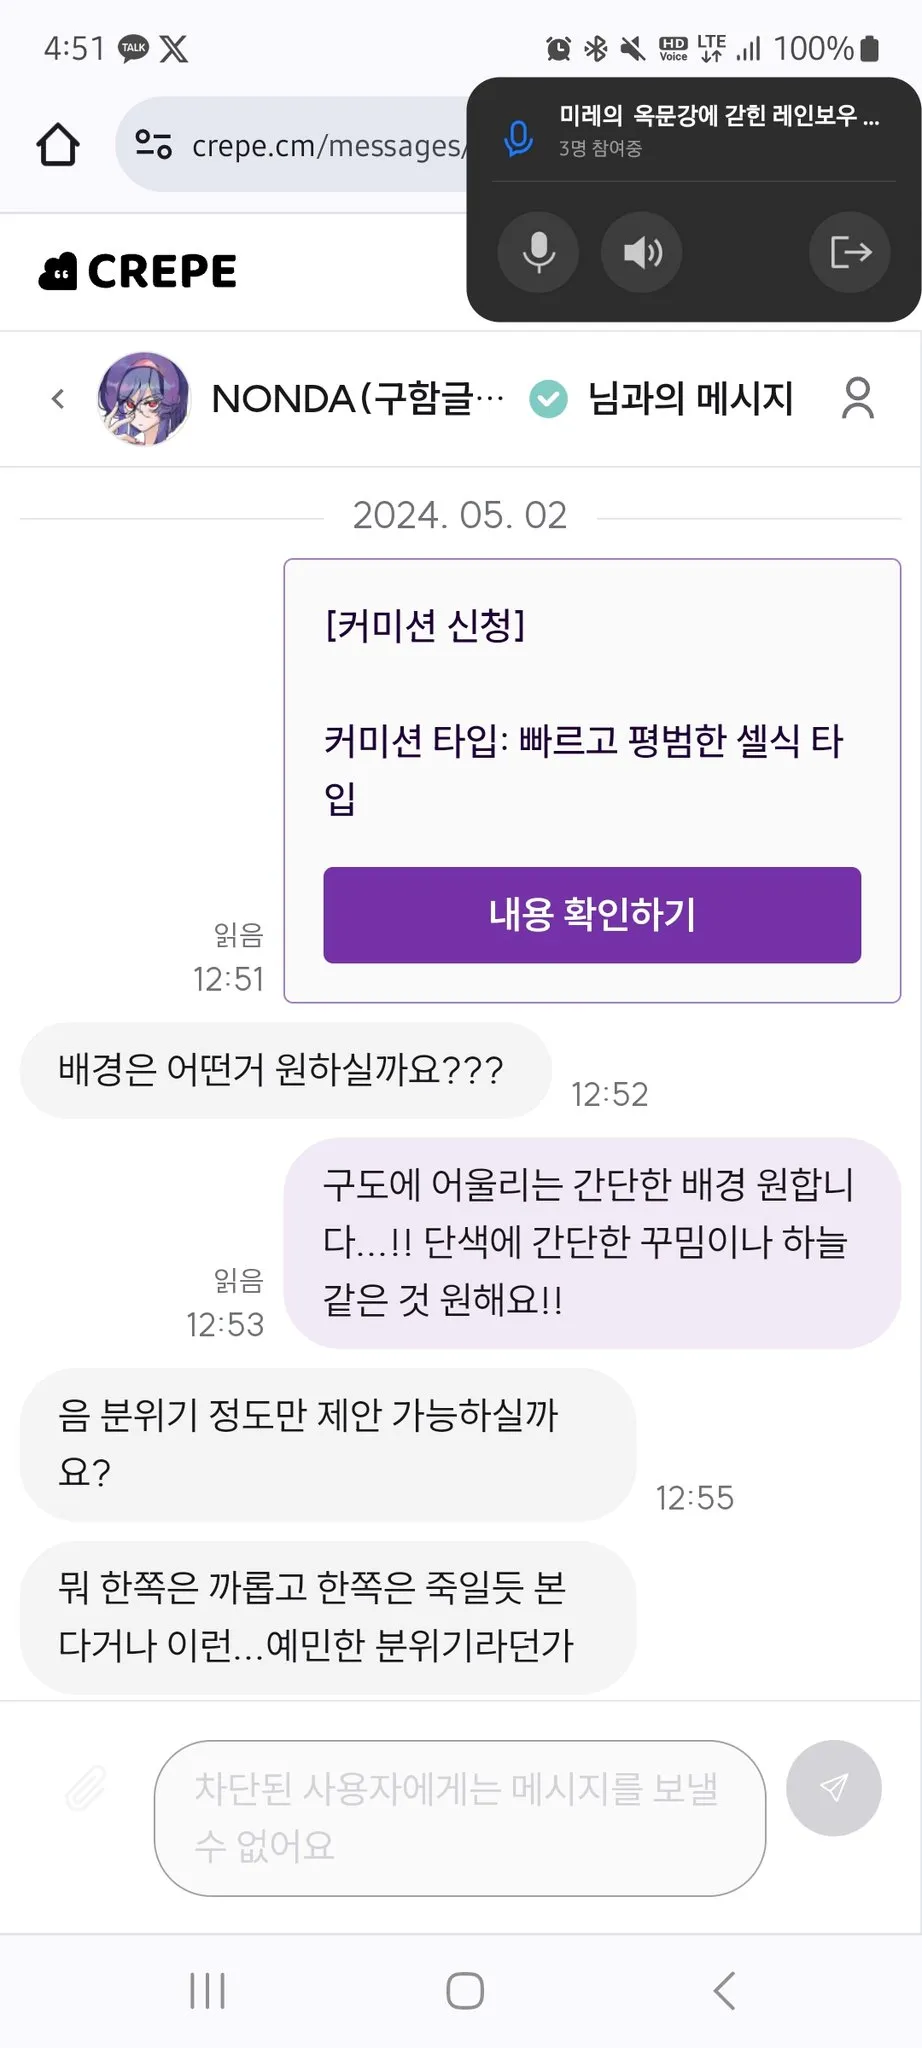 4:51 TALK HD Voice LTE 100%
crepe.cm/messages/
미레의 옥문강에 갇힌 레인보우 ...
3명 참여중
CREPE
NONDA(구함글··· 님과의 메시지
2024. 05. 02
[커미션 신청]
커미션 타입: 빠르고 평범한 셀식 타
입
내용 확인하기
읽음
12:51
배경은 어떤거 원하실까요???
12:52
구도에 어울리는 간단한 배경 원합니
다...!! 단색에 간단한 꾸밈이나 하늘
같은 것 원해요!!
읽음
12:53
음 분위기 정도만 제안 가능하실까
요?
12:55
뭐 한쪽은 까롭고 한쪽은 죽일듯 본
다거나 이런...예민한 분위기라던가
차단된 사용자에게는 메시지를 보낼
수 없어요